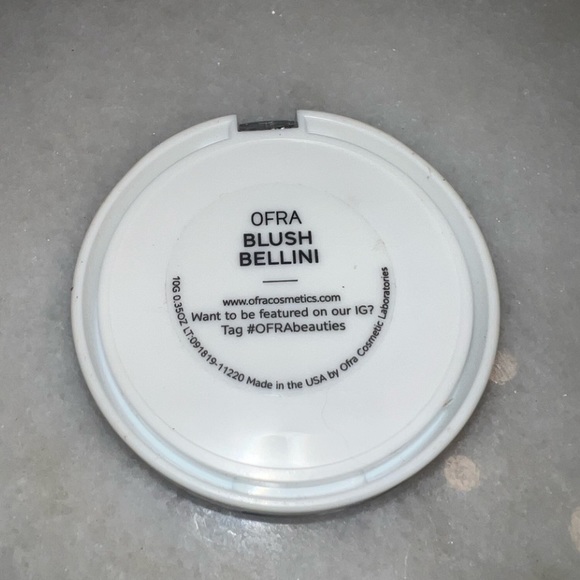 OFRA
BLUSH
BELLINI
www.ofracosmetics.com
Want to be featured on our IG?
Tag #OFRAbeauties
10G 0.35OZ LT:091819-11220 Made in the USA by Ofra Cosmetic Laboratories